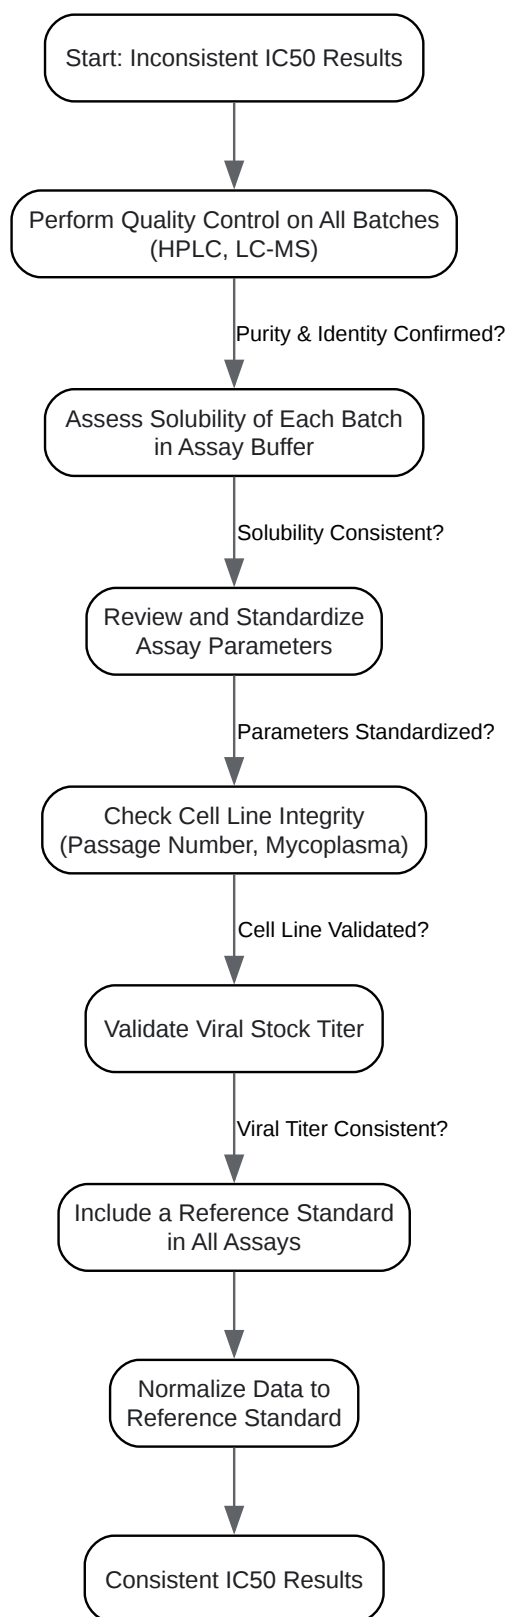 Start: Inconsistent IC50 Results
Perform Quality Control on All Batches
(HPLC, LC-MS)
Purity & Identity Confirmed?
Assess Solubility of Each Batch
in Assay Buffer
Solubility Consistent?
Review and Standardize
Assay Parameters
Parameters Standardized?
Check Cell Line Integrity
(Passage Number, Mycoplasma)
Cell Line Validated?
Validate Viral Stock Titer
Viral Titer Consistent?
Include a Reference Standard
in All Assays
Normalize Data to
Reference Standard
Consistent IC50 Results